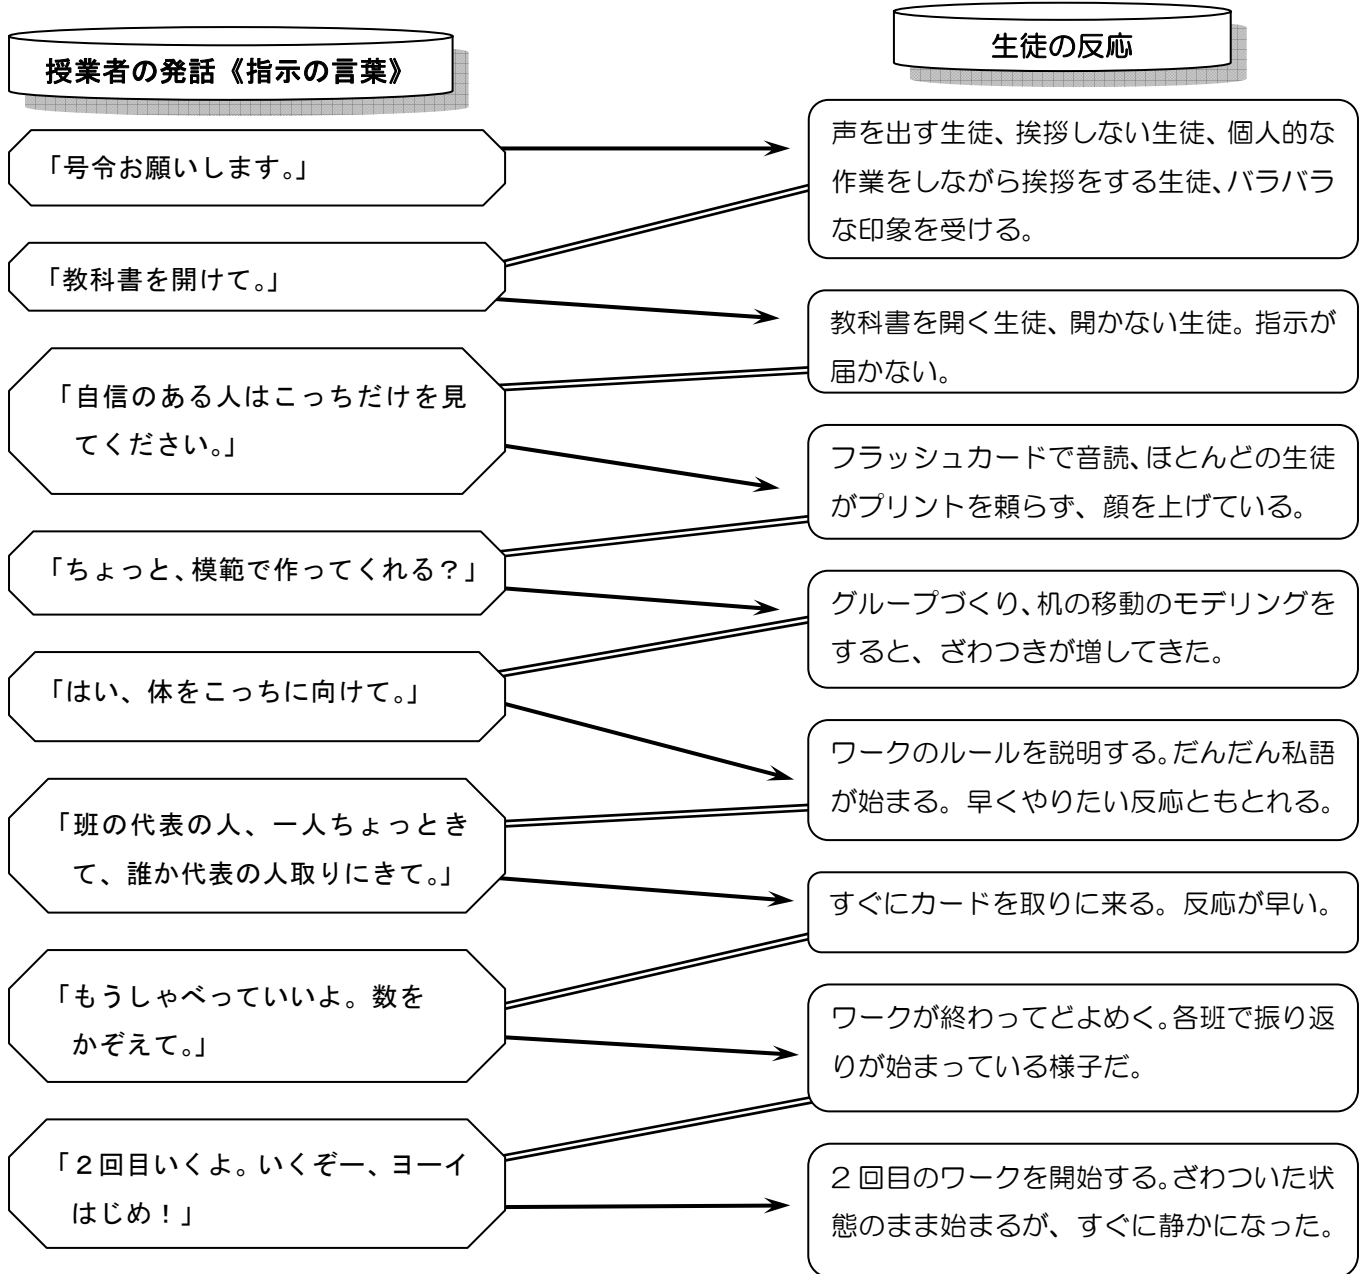 授業者の発話《指示の言葉》
生徒の反応
「号令お願いします。」
声を出す生徒、挨拶しない生徒、個人的な
作業をしながら挨拶をする生徒、バラバラ
な印象を受ける。
「教科書を開けて。」
教科書を開く生徒、開かない生徒。指示が
届かない。
「自信のある人はこっちだけを見
てください。」
フラッシュカードで音読、ほとんどの生徒
がプリントを頼らず、顔を上げている。
「ちょっと、模範で作ってくれる？」
グループづくり、机の移動のモデリングを
すると、ざわつきが増してきた。
「はい、体をこっちに向けて。」
ワークのルールを説明する。だんだん私語
が始まる。早くやりたい反応ともとれる。
「班の代表の人、一人ちょっとき
て、誰か代表の人取りにきて。」
すぐにカードを取りに来る。反応が早い。
「もうしゃべっていいよ。数を
かぞえて。」
ワークが終わってどよめく。各班で振り返
りが始まっている様子だ。
「２回目いくよ。いくぞー、ヨーイ
はじめ！」
２回目のワークを開始する。ざわついた状
態のまま始まるが、すぐに静かになった。